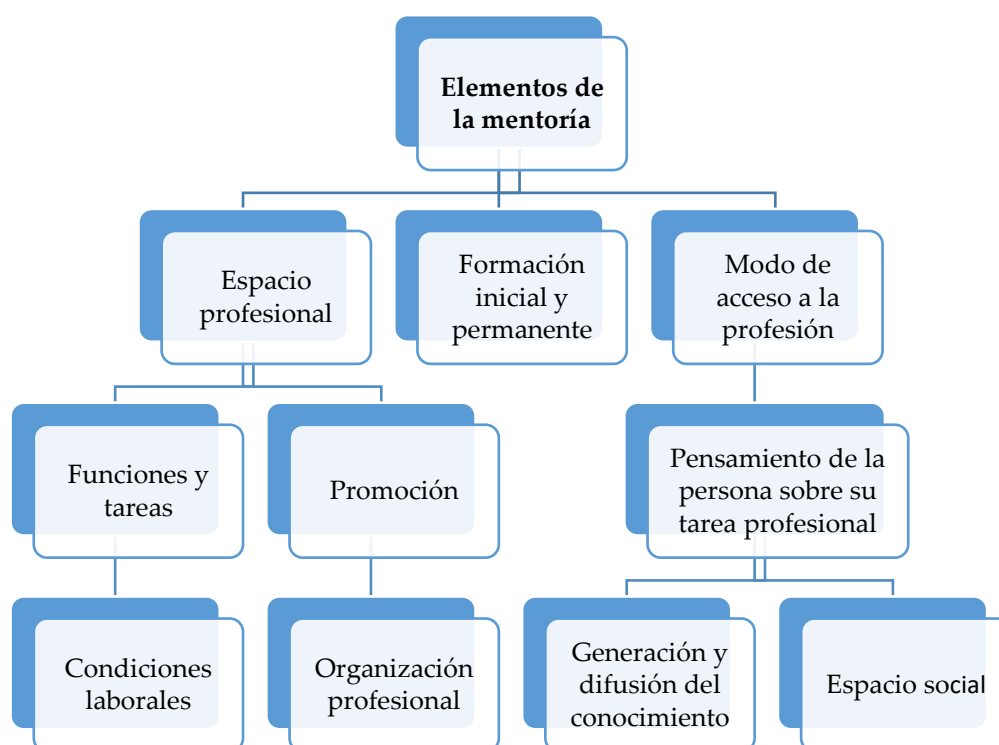 Elementos de
la mentoría
Espacio
profesional
Formación
inicial y
permanente
Modo de
acceso a la
profesión
Funciones y
tareas
Promoción
Pensamiento de la
persona sobre su
tarea profesional
Condiciones
laborales
Organización
profesional
Generación y
difusión del
conocimiento
Espacio social